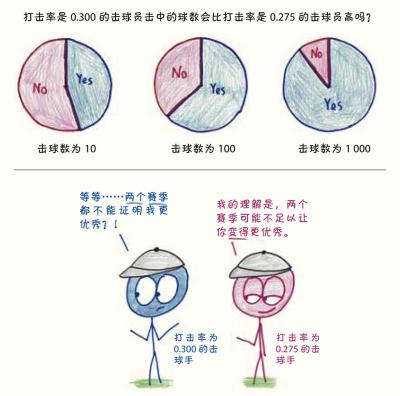 打击率是 0.300 的击球员击中的球数会比打击率是 0.275 的击球员高吗？
No
Yes
No
Yes
No
Yes
击球数为 10
击球数为 100
击球数为 1 000
等等……两个赛季
都不能证明我更
优秀？！
我的理解是，两个
赛季可能不足以让
你变得更优秀。
打击率为
0.300 的击
球手
打击率为
0.275 的击
球手